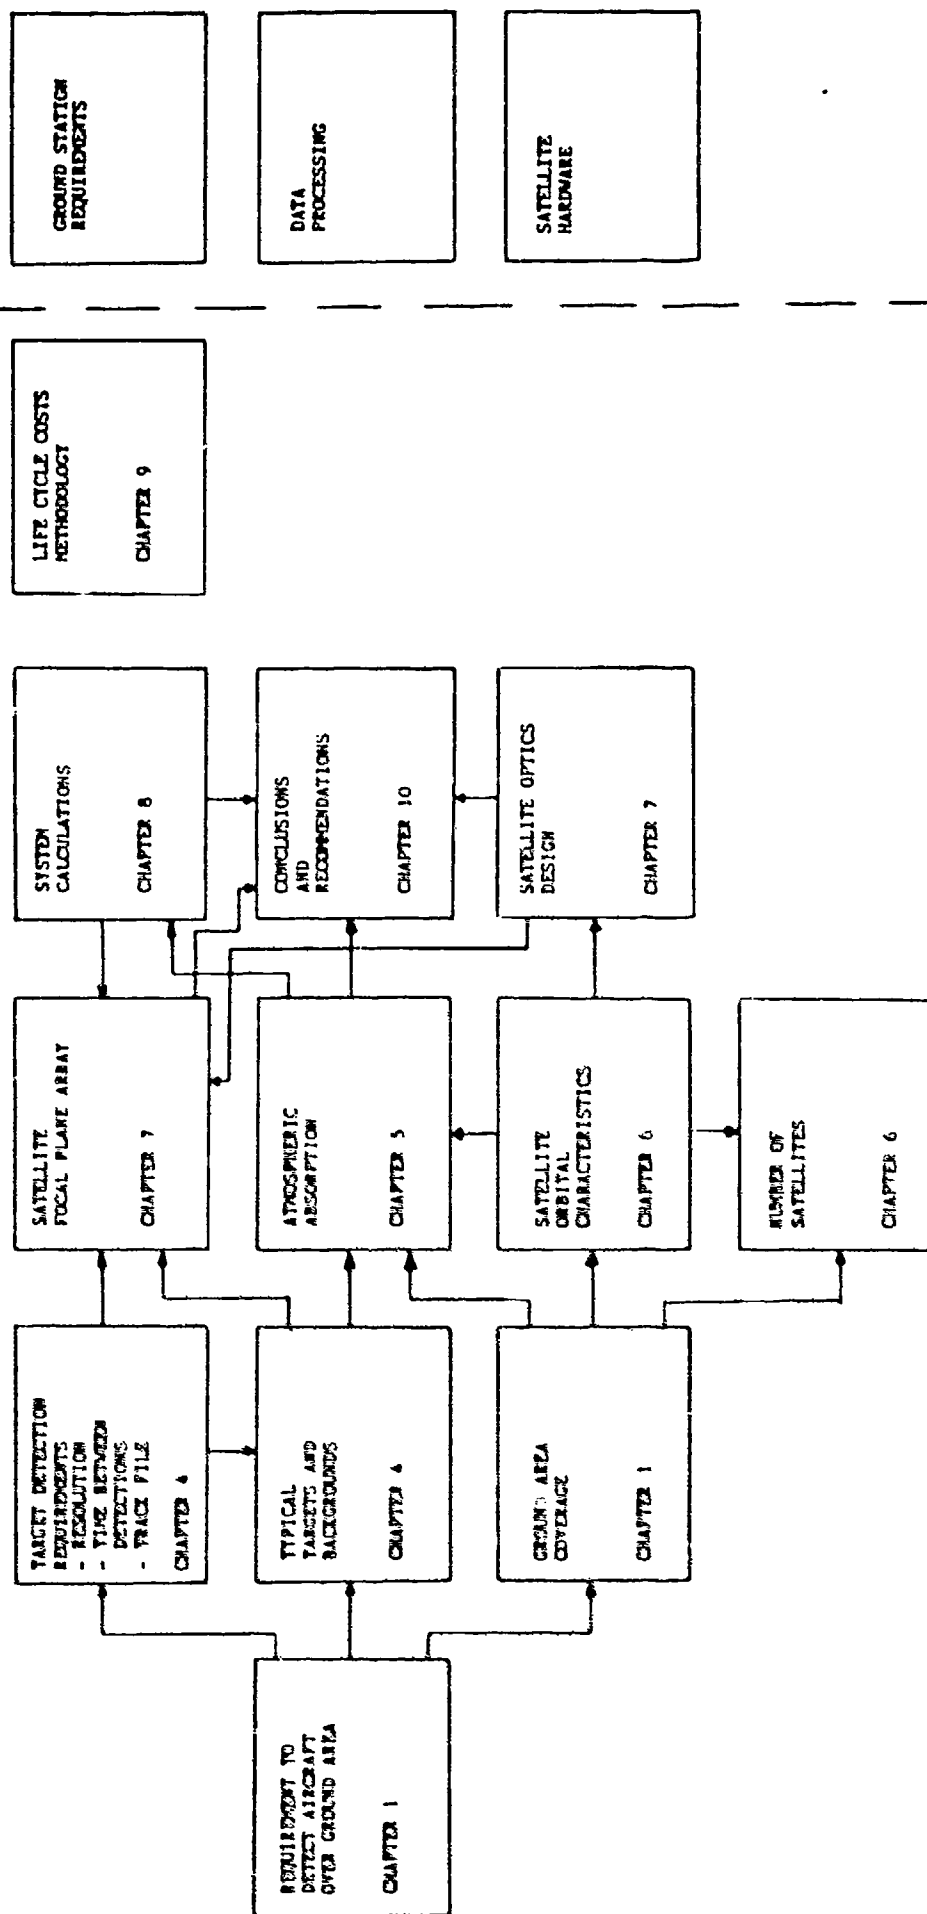 REQUIREMENT TO
DETECT AIRCRAFT
OVER GROUND AREA
CHAPTER 1
TARGET DETECTION
REQUIREMENTS
- RESOLUTION
- TIME BETWEEN
DETECTIONS
- TRACK FILE
CHAPTER 4
TYPICAL
TARGETS AND
BACKGROUNDS
CHAPTER 4
GROUND AREA
COVERAGE
CHAPTER 1
SATELLITE
FOCAL PLANE ARRAY
CHAPTER 7
ATMOSPHERIC
ABSORPTION
CHAPTER 5
SATELLITE
ORBITAL
CHARACTERISTICS
CHAPTER 6
NUMBER OF
SATELLITES
CHAPTER 6
SYSTEM
CALCULATIONS
CHAPTER 8
CONCLUSIONS
AND
RECOMMENDATIONS
CHAPTER 10
SATELLITE OPTICS
DESIGN
CHAPTER 7
LIFE CYCLE COSTS
METHODOLOGY
CHAPTER 9
GROUND STATION
REQUIREMENTS
DATA
PROCESSING
SATELLITE
HARDWARE